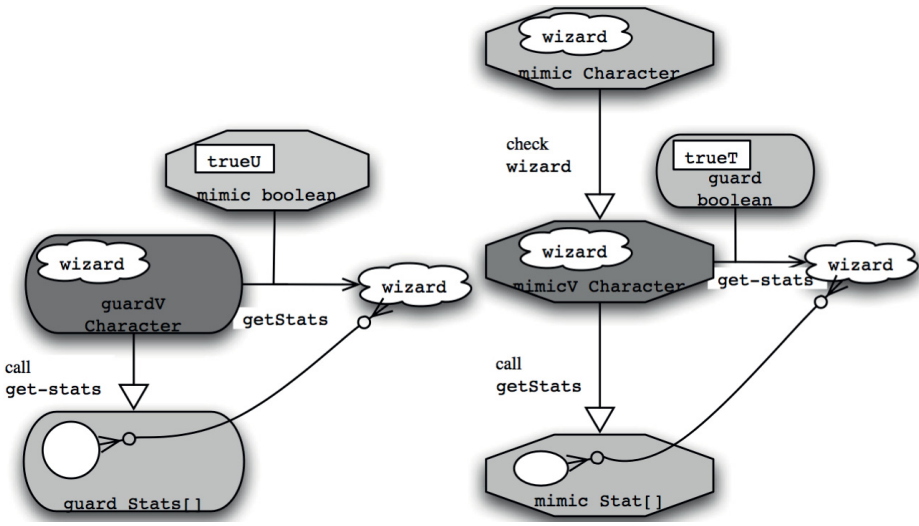 trueU
mimic boolean
wizard
guardV
Character
wizard
getStats
call
get-stats
guard Stats[]
wizard
mimic Character
check
wizard
trueT
guard
boolean
wizard
mimicV Character
wizard
get-stats
call
getStats
mimic Stat[]